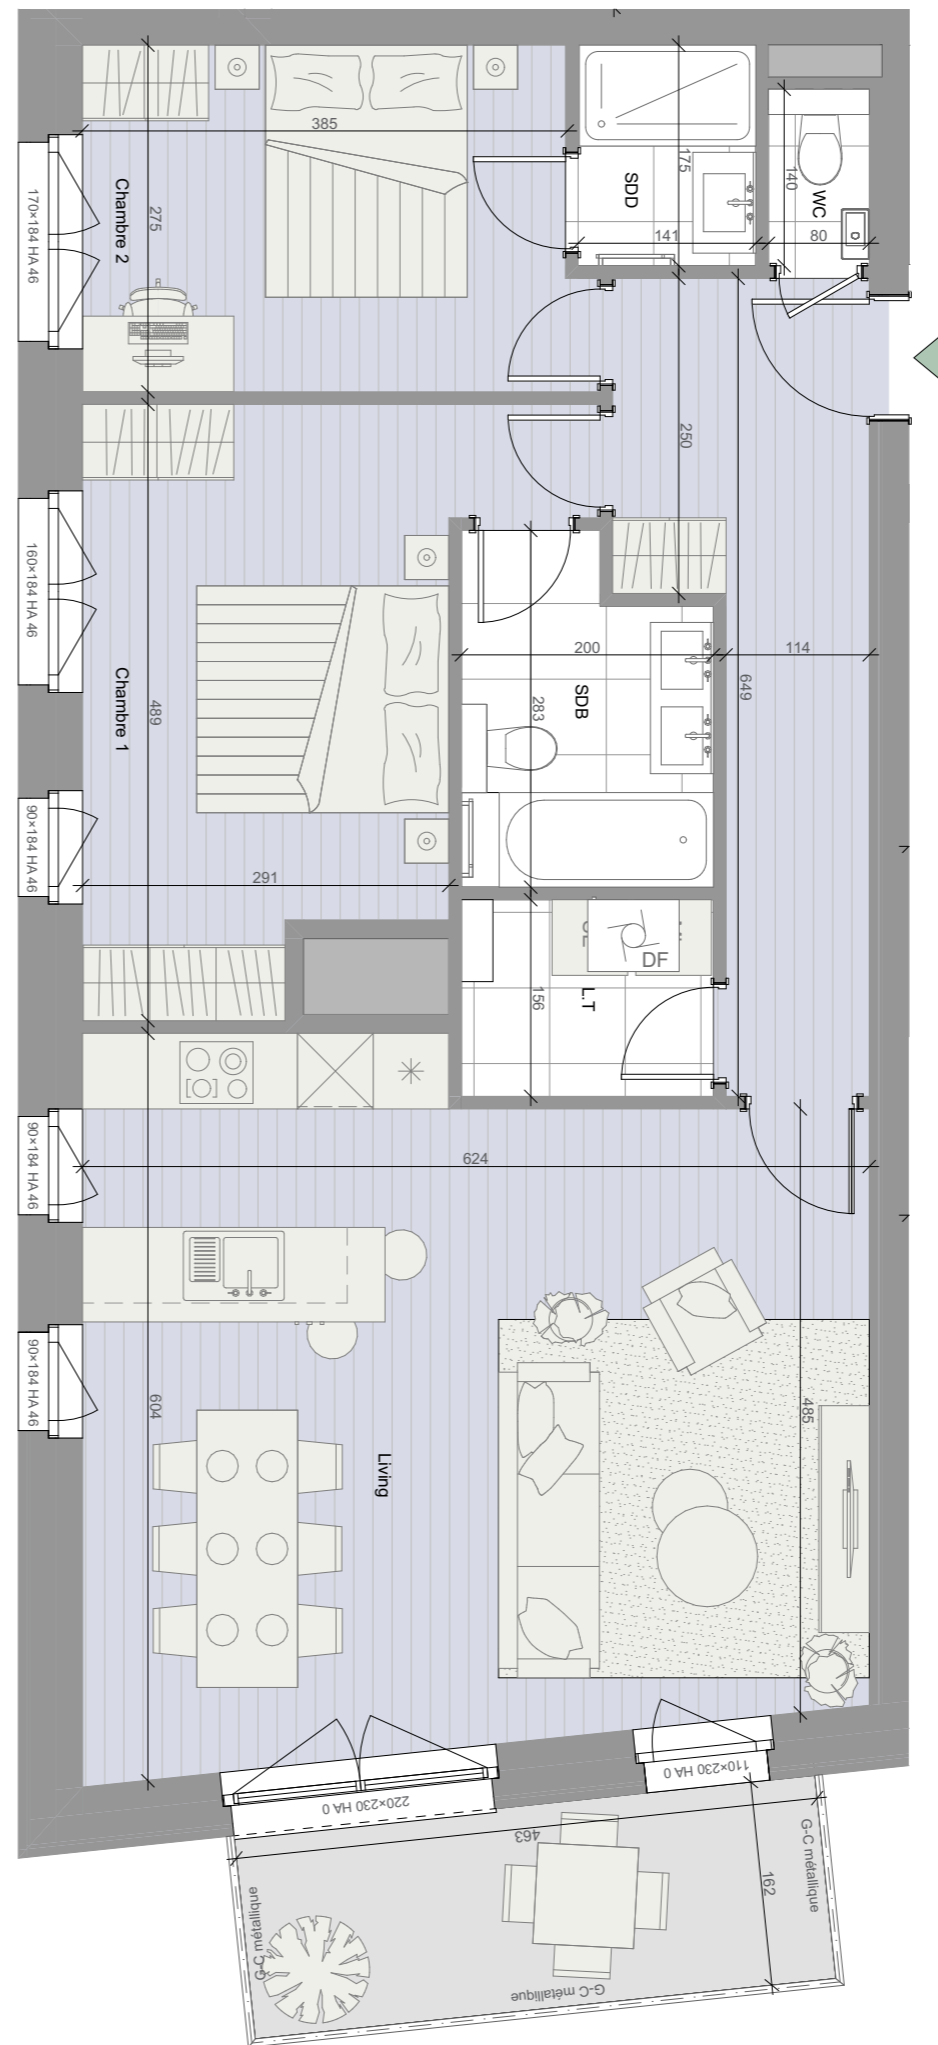 385
170×184 HA 46
Chambre 2
275
SDD
175
141
WC
140
80
250
160×184 HA 46
Chambre 1
489
200
114
649
SDB
283
90×184 HA 46
291
DF
L.T
156
90×184 HA 46
624
90×184 HA 46
604
485
Living
220×230 HA 0
110×230 HA 0
463
162
G-C métallique
G-C métallique
G-C métallique